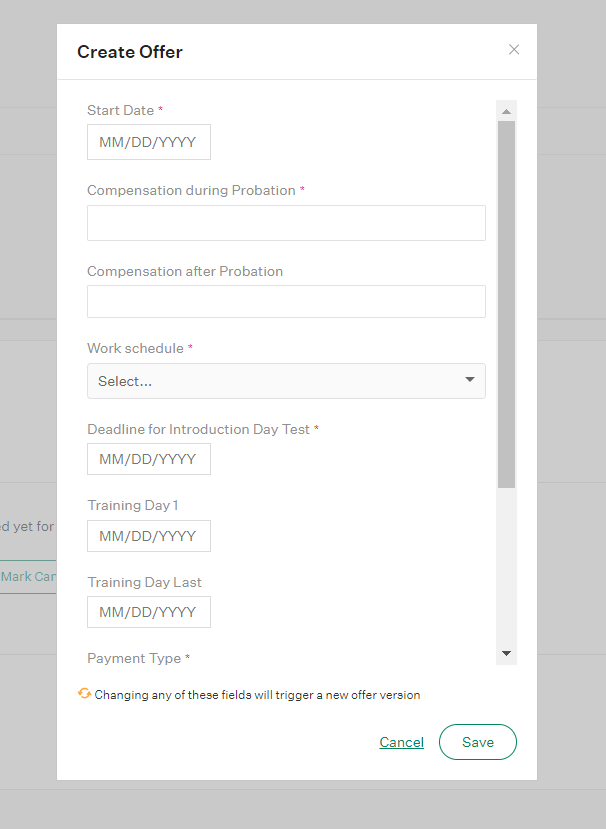 Create Offer
Start Date *
MM/DD/YYYY
Compensation during Probation *
Compensation after Probation
Work schedule *
Select...
Deadline for Introduction Day Test *
MM/DD/YYYY
Training Day 1
ed yet for
MM/DD/YYYY
Mark Can
Training Day Last
MM/DD/YYYY
Payment Type *
Changing any of these fields will trigger a new offer version
Cancel
Save